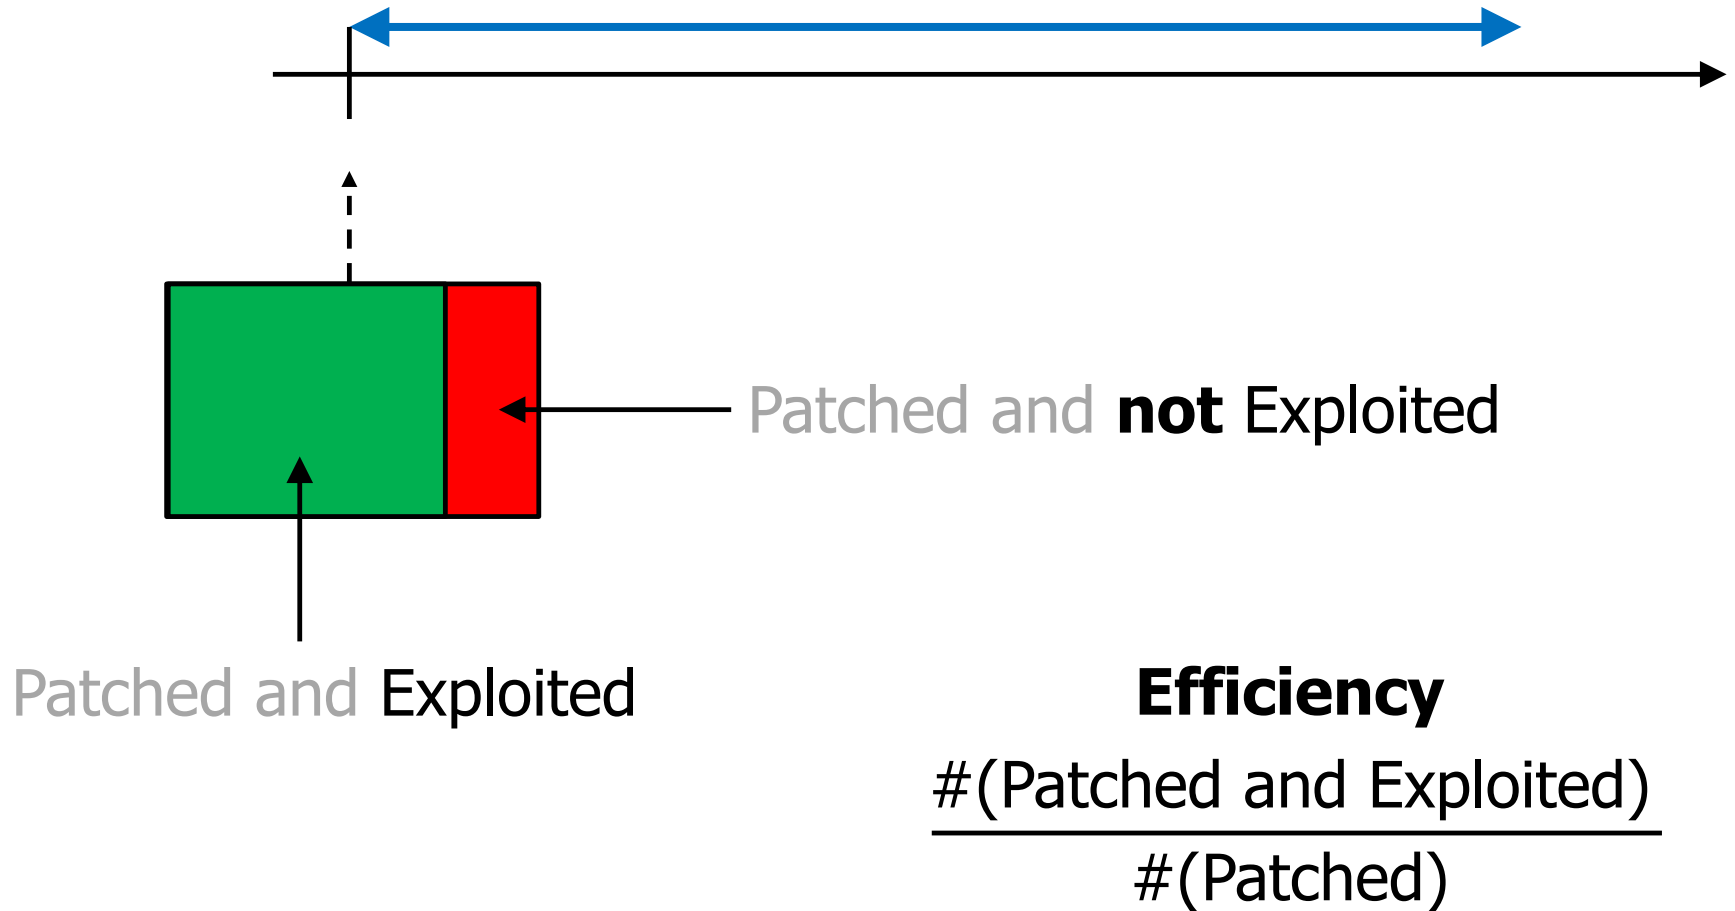 Patched and not Exploited
Patched and Exploited
Efficiency
#(Patched and Exploited)
#(Patched)